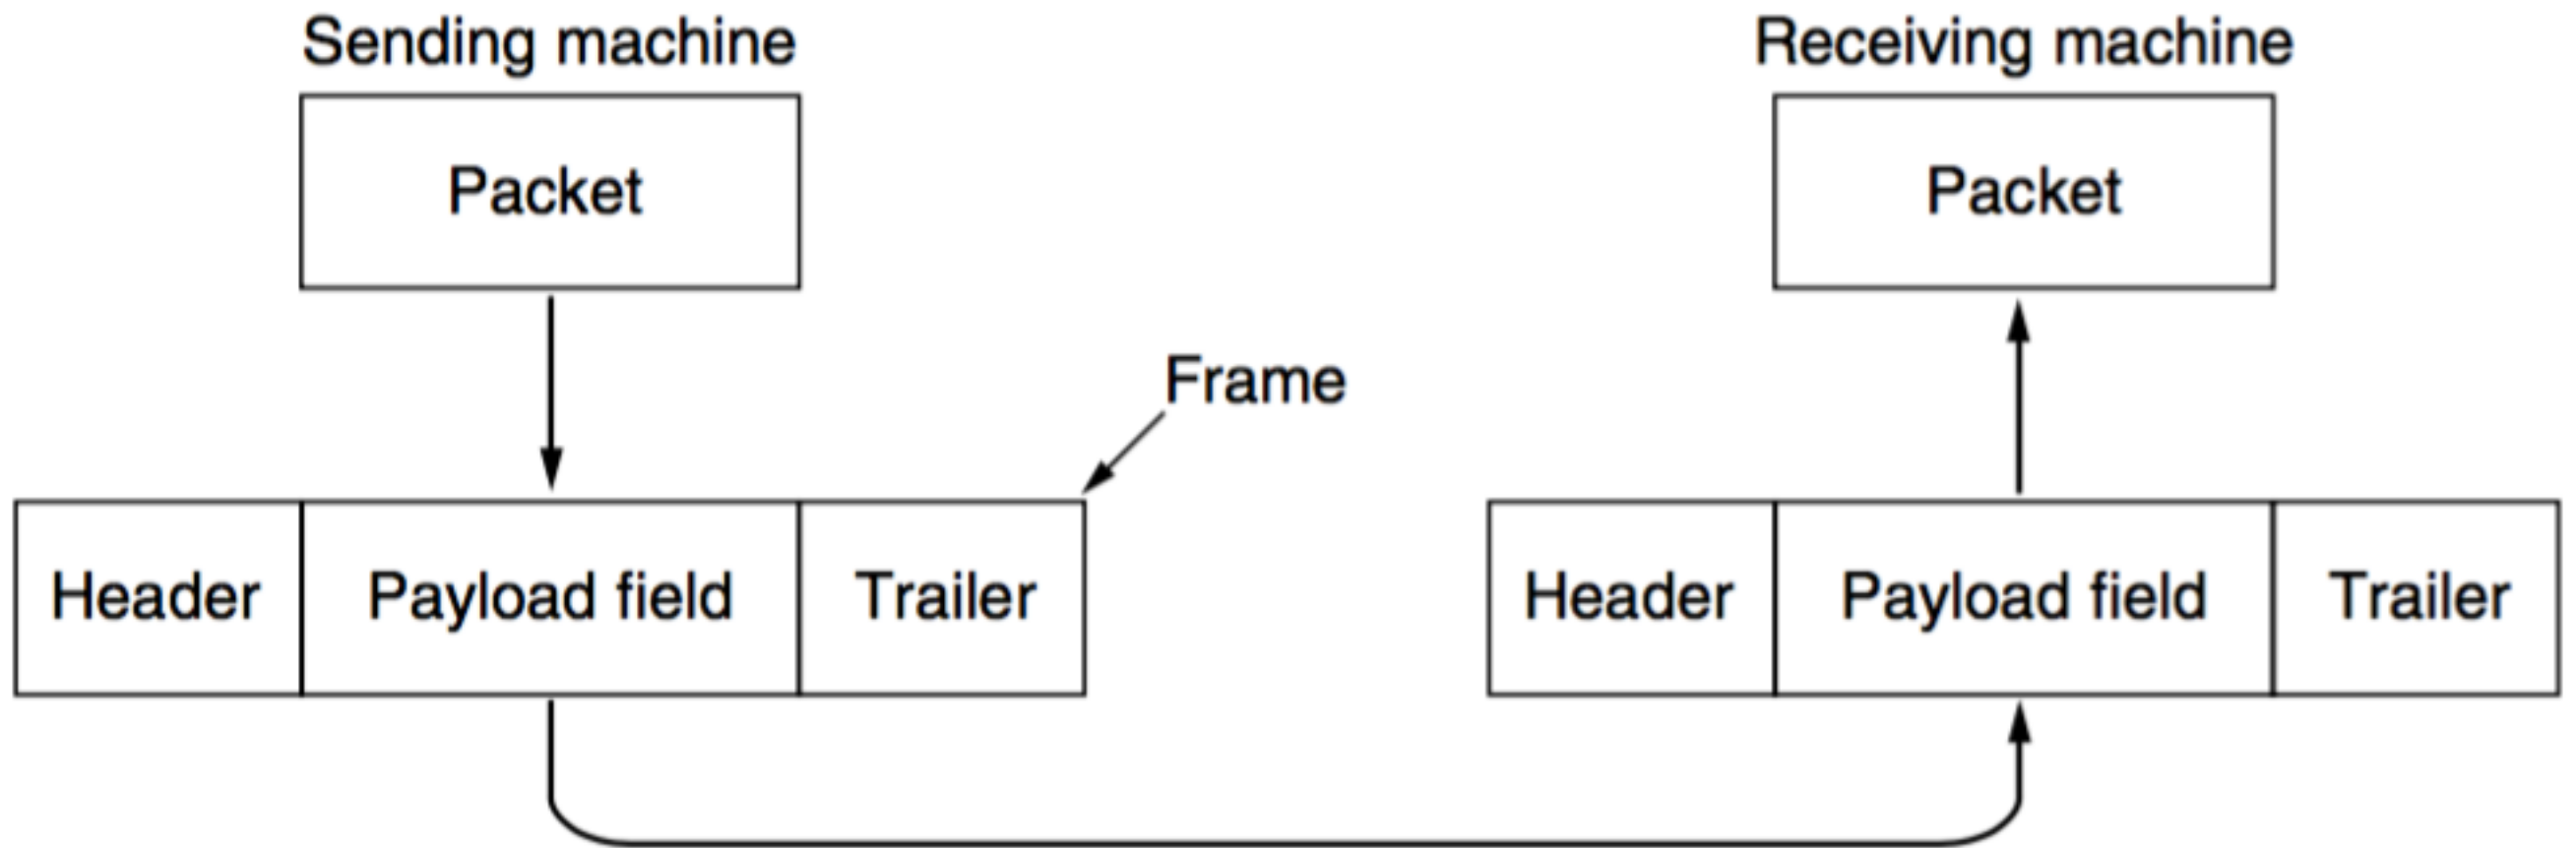 Sending machine
Receiving machine
Packet
Packet
Frame
Header
Payload field
Trailer
Header
Payload field
Trailer